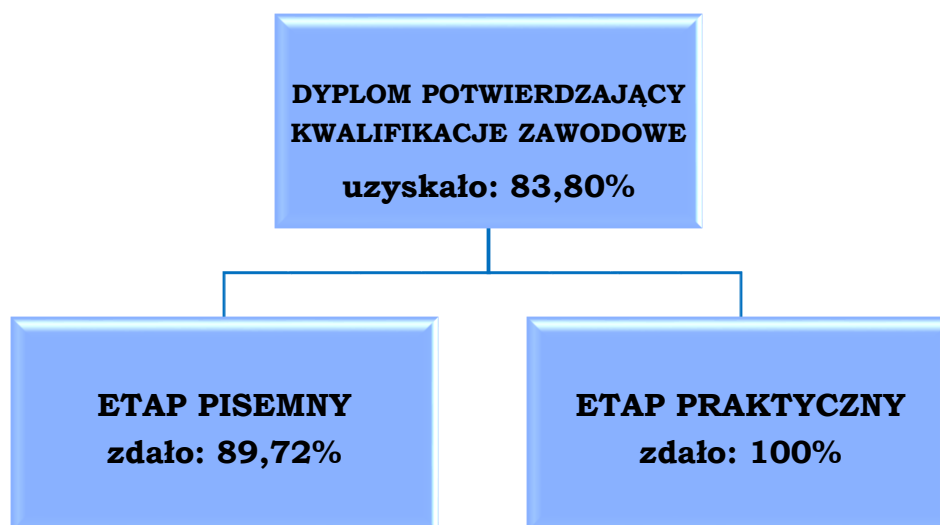 DYPLOM POTWIERDZAJĄCY
KWALIFIKACJE ZAWODOWE
uzyskało: 83,80%
ETAP PISEMNY
zdało: 89,72%
ETAP PRAKTYCZNY
zdało: 100%